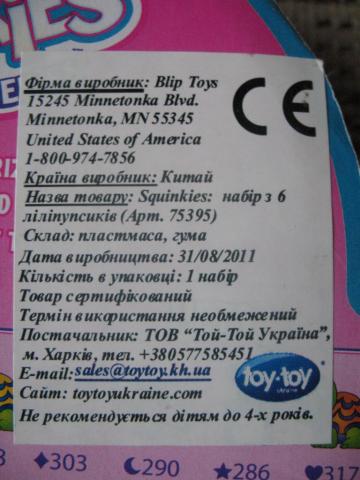 IES
Фірма виробник: Blip Toys
15245 Minnetonka Blvd.
Minnetonka, MN 55345
United States of America
1-800-974-7856
CE
Країна виробник: Китай
Назва товару: Squinkies: набір з 6
ліліпупсиків (Арт. 75395)
Склад: пластмаса, гума
Дата виробництва: 31/08/2011
Кількість в упаковці: 1 набір
Товар сертифікований
Термін використання необмежений
Постачальник: ТОВ “Той-Той Україна”,
м. Харків, тел. +380577585451
E-mail: sales@toytoy.kh.ua
Сайт: toytoyukraine.com
toy·toy
ukraine
Не рекомендується дітям до 4-х років.
♦303 ☾290 ★286 ♥317